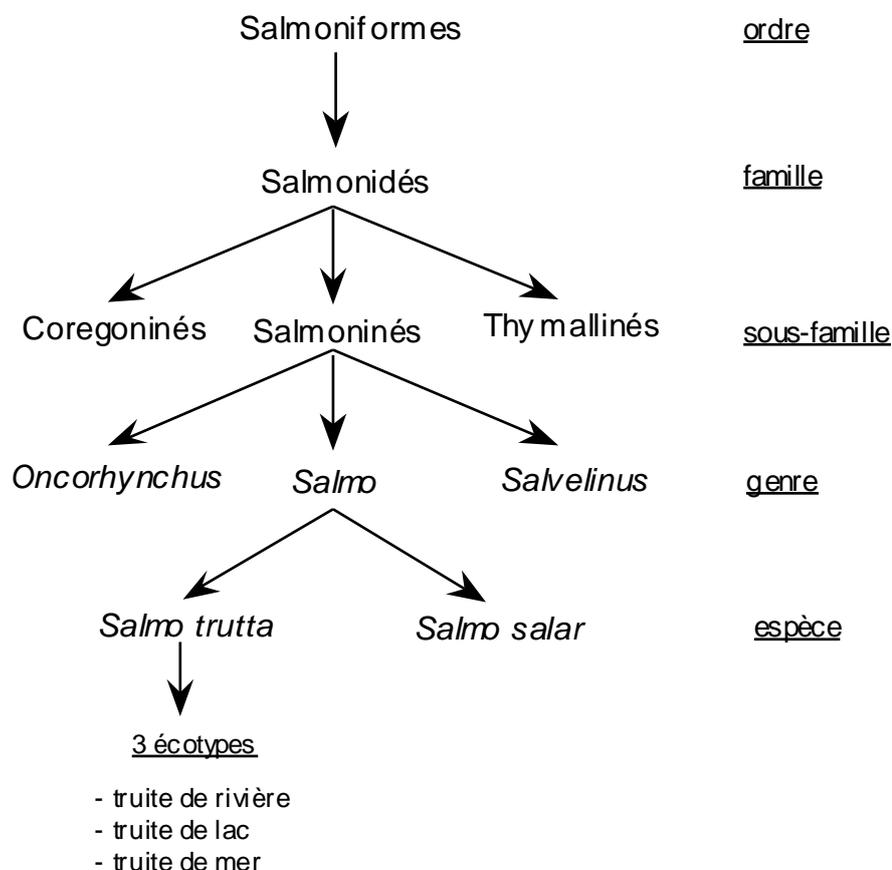 Salmoniformes ordre
Salmonidés famille
Coregoninés Salmoninés Thymallinés sous-famille
Oncorhynchus Salmo Salvelinus genre
Salmo trutta Salmo salar espèce
3 écotypes
- truite de rivière
- truite de lac
- truite de mer